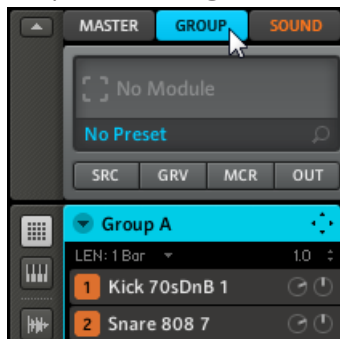 MASTER GROUP SOUND
No Module
No Preset
SRC GRV MCR OUT
Group A
LEN: 1 Bar 1.0
1 Kick 70sDnB 1
2 Snare 808 7